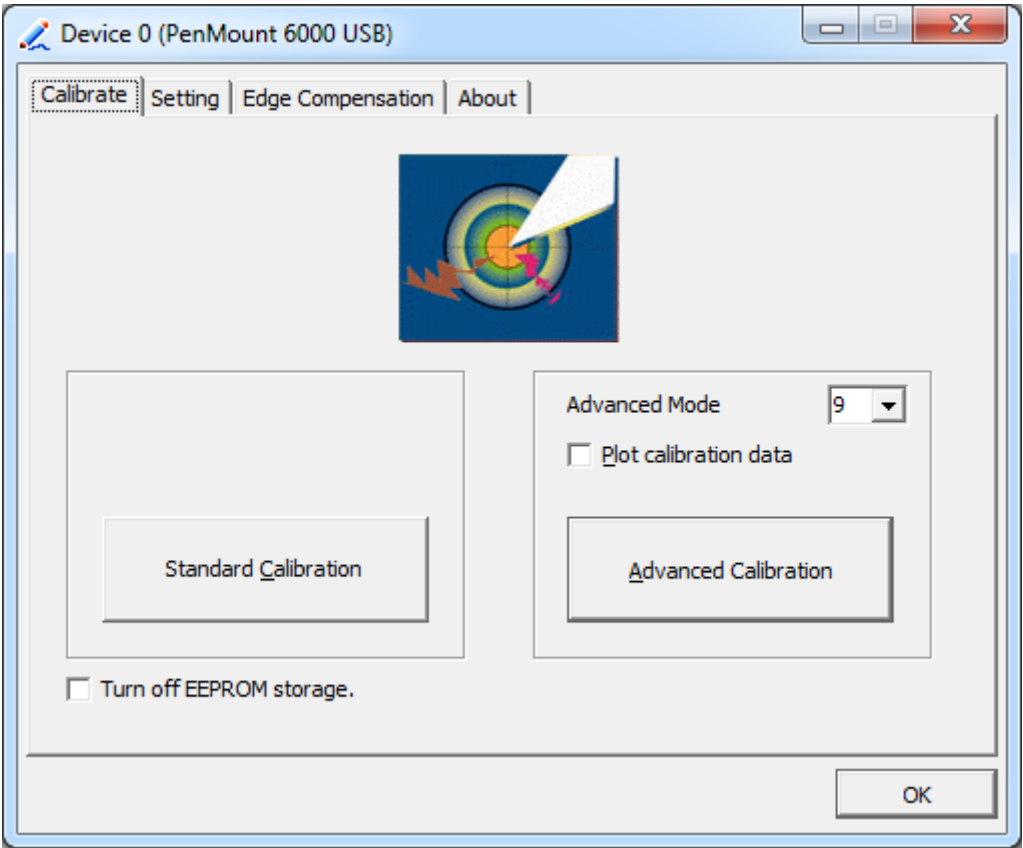 Device 0 (PenMount 6000 USB)
Calibrate Setting Edge Compensation About
Advanced Mode 9
Plot calibration data
Standard Calibration
Advanced Calibration
Turn off EEPROM storage.
OK